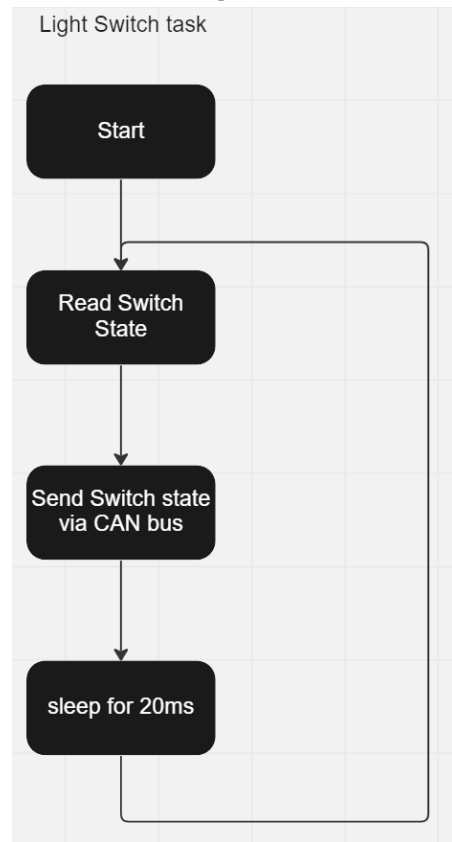 Light Switch task
Start
Read Switch
State
Send Switch state
via CAN bus
sleep for 20ms